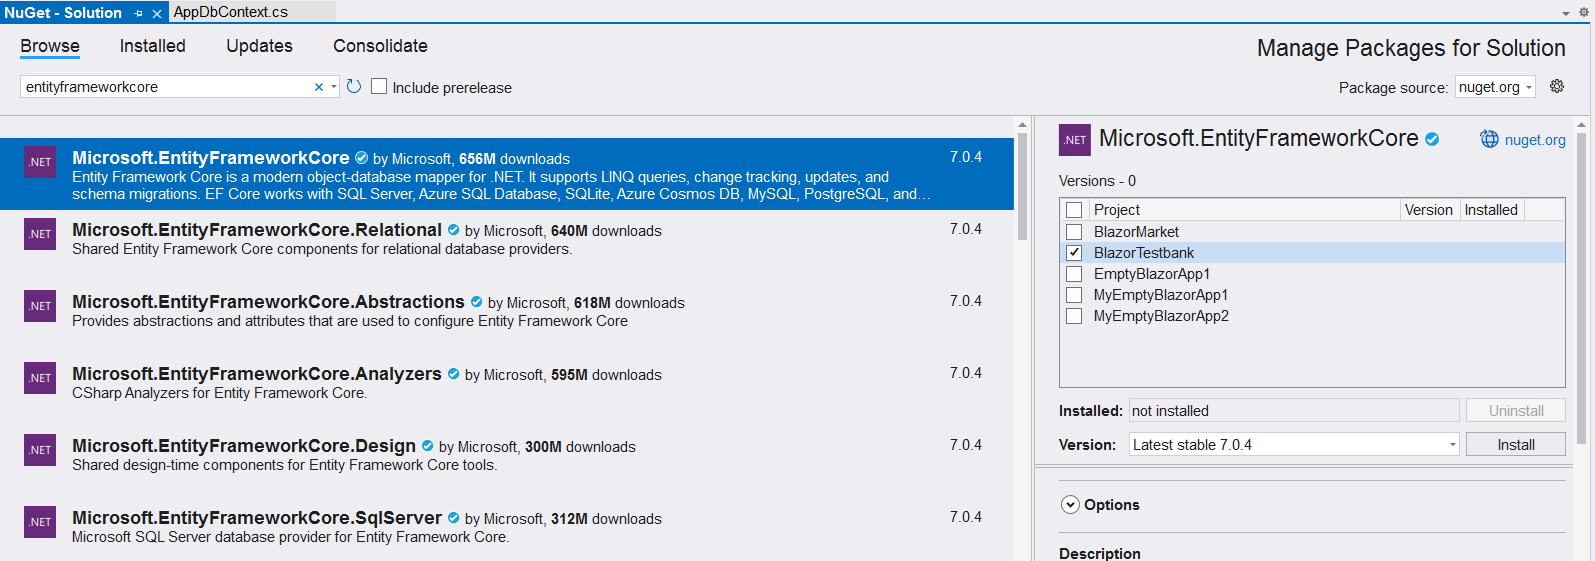 NuGet - Solution
AppDbContext.cs
Browse Installed Updates Consolidate
Manage Packages for Solution
entityframeworkcore
Include prerelease
Package source: nuget.org
.NET
Microsoft.EntityFrameworkCore by Microsoft, 656M downloads 7.0.4
Entity Framework Core is a modern object-database mapper for .NET. It supports LINQ queries, change tracking, updates, and
schema migrations. EF Core works with SQL Server, Azure SQL Database, SQLite, Azure Cosmos DB, MySQL, PostgreSQL, and…
.NET
Microsoft.EntityFrameworkCore.Relational by Microsoft, 640M downloads 7.0.4
Shared Entity Framework Core components for relational database providers.
.NET
Microsoft.EntityFrameworkCore.Abstractions by Microsoft, 618M downloads 7.0.4
Provides abstractions and attributes that are used to configure Entity Framework Core
.NET
Microsoft.EntityFrameworkCore.Analyzers by Microsoft, 595M downloads 7.0.4
CSharp Analyzers for Entity Framework Core.
.NET
Microsoft.EntityFrameworkCore.Design by Microsoft, 300M downloads 7.0.4
Shared design-time components for Entity Framework Core tools.
.NET
Microsoft.EntityFrameworkCore.SqlServer by Microsoft, 312M downloads 7.0.4
Microsoft SQL Server database provider for Entity Framework Core.
.NET
Microsoft.EntityFrameworkCore
nuget.org
Versions - 0
Project Version Installed
BlazorMarket
BlazorTestbank
EmptyBlazorApp1
MyEmptyBlazorApp1
MyEmptyBlazorApp2
Installed: not installed Uninstall
Version: Latest stable 7.0.4 Install
Options
Description